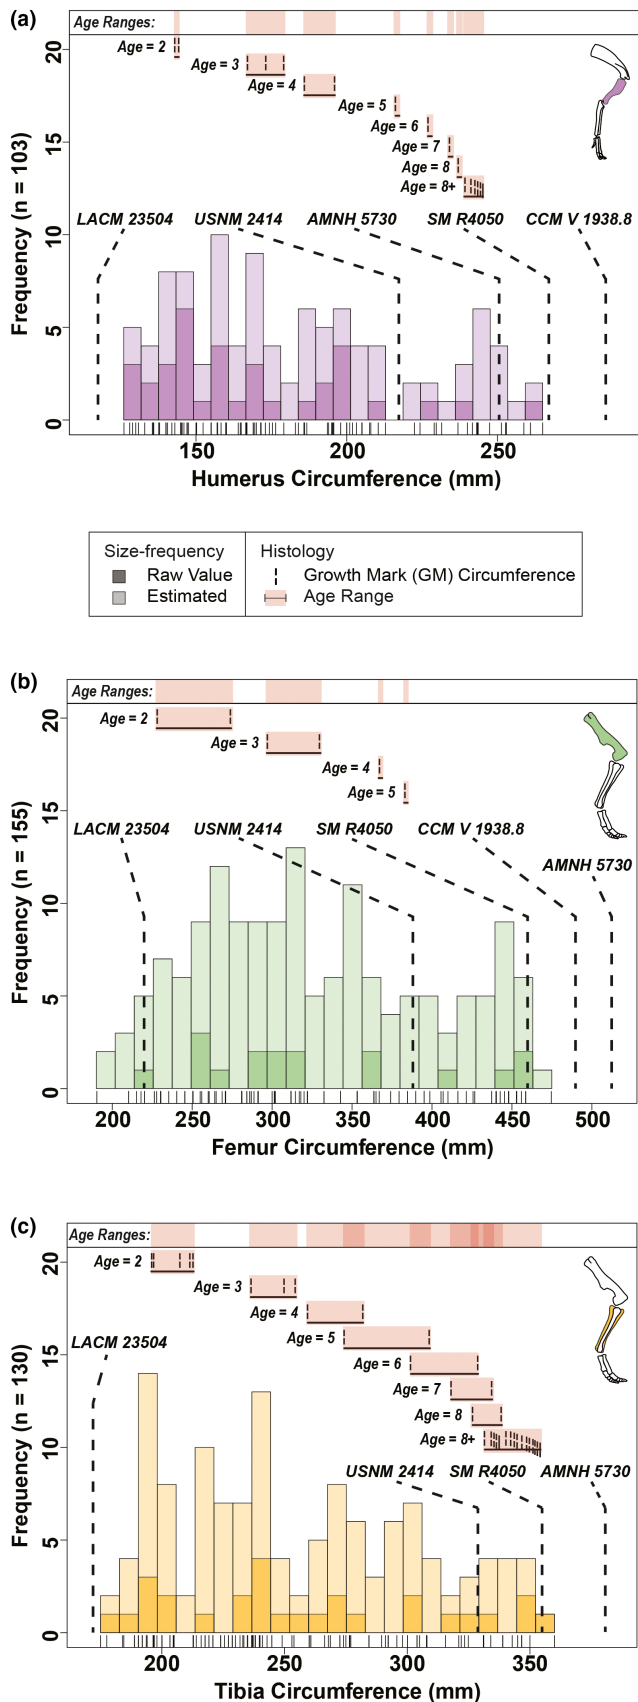 (a)
Age Ranges:
Age = 2
Age = 3
Age = 4
Age = 5
Age = 6
Age = 7
Age = 8
Age = 8+
LACM 23504 USNM 2414 AMNH 5730 SM R4050 CCM V 1938.8
Frequency (n = 103)
0 5 10 15 20
150 200 250
Humerus Circumference (mm)
Size-frequency
Raw Value
Estimated
Histology
Growth Mark (GM) Circumference
Age Range
(b)
Age Ranges:
Age = 2
Age = 3
Age = 4
Age = 5
LACM 23504 USNM 2414 SM R4050 CCM V 1938.8
AMNH 5730
Frequency (n = 155)
0 5 10 15 20
200 250 300 350 400 450 500
Femur Circumference (mm)
(c)
Age Ranges:
Age = 2
Age = 3
Age = 4
Age = 5
Age = 6
Age = 7
Age = 8
Age = 8+
LACM 23504
USNM 2414 SM R4050 AMNH 5730
Frequency (n = 130)
0 5 10 15 20
200 250 300 350
Tibia Circumference (mm)